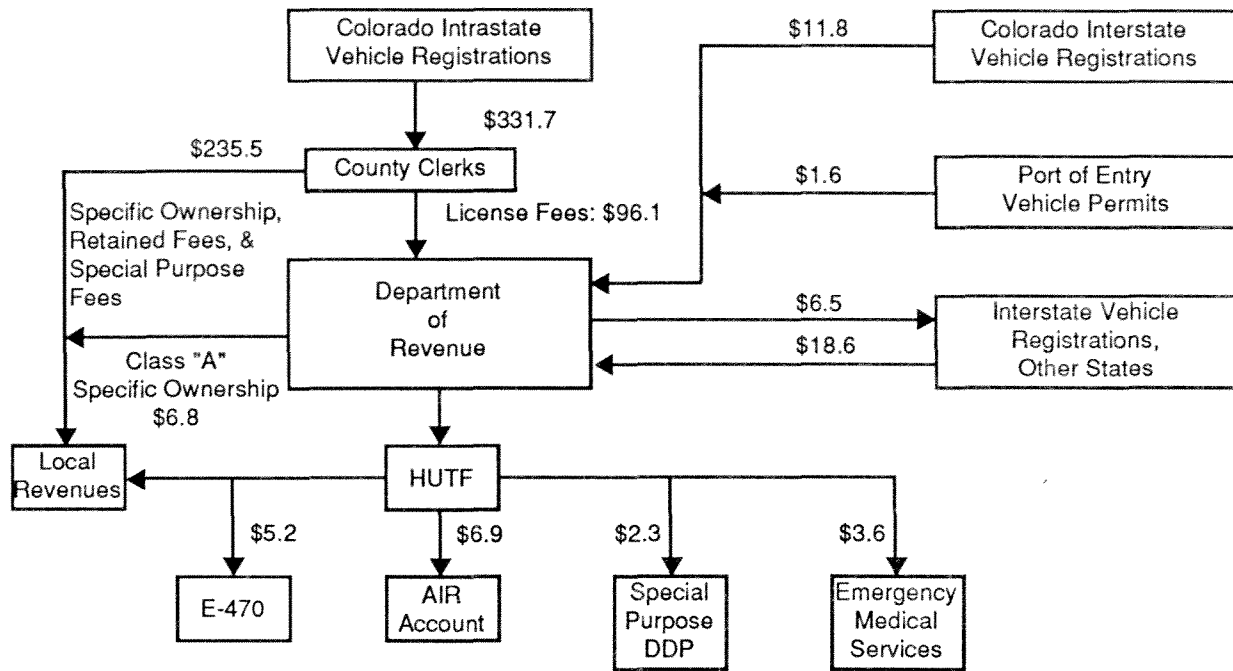 Colorado Intrastate
Vehicle Registrations
$11.8
Colorado Interstate
Vehicle Registrations
$331.7
$235.5
County Clerks
$1.6
Port of Entry
Vehicle Permits
Specific Ownership,
Retained Fees, &
Special Purpose
Fees
License Fees: $96.1
Department
of
Revenue
$6.5
$18.6
Interstate Vehicle
Registrations,
Other States
Class "A"
Specific Ownership
$6.8
Local
Revenues
HUTF
$5.2
$6.9
$2.3
$3.6
E-470
AIR
Account
Special
Purpose
DDP
Emergency
Medical
Services